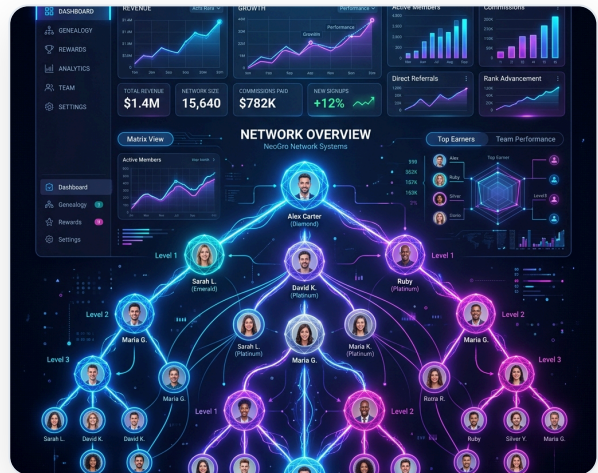 DASHBOARD
GENEALOGY
REWARDS
ANALYTICS
TEAM
SETTINGS
REVENUE
GROWTH
Performance
Performance
Growths
Active Members
Commissions
TOTAL REVENUE
$1.4M
NETWORK SIZE
15,640
COMMISSIONS PAID
$782K
NEW SIGNUPS
+12%
Direct Referrals
Rank Advancement
Matrix View
NETWORK OVERVIEW
NeoGro Network Systems
Top Earners
Team Performance
Active Members
Dashboard
Genealogy
Rewards
Settings
Alex
Ruby
Silver
Top Earner
Alex Carter
(Diamond)
Level 1
Sarah L.
(Emerald)
David K.
(Platinum)
Ruby
(Platinum)
Level 1
Level 2
Maria G.
Sarah L.
(Platinum)
Maria G.
Maria K.
(Platinum)
Maria G.
Level 2
Level 3
Maria G.
Rotra R.
Level 3
Sarah L.
David K.
David K.
Level 1
Level 2
Ruby
Silver Y.
Maria G.